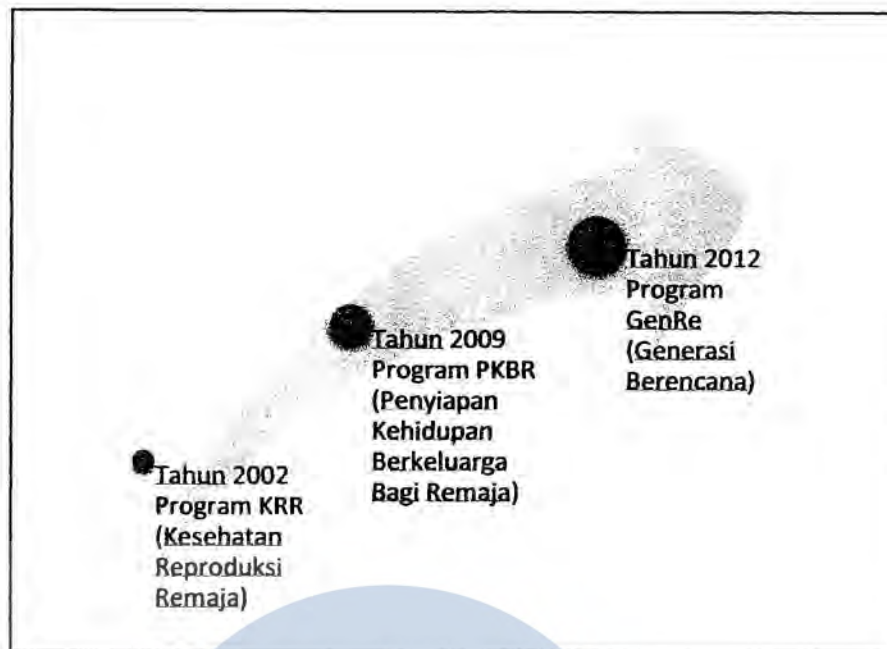 Tahun 2002
Program KRR
(Kesehatan
Reproduksi
Remaja)
Tahun 2009
Program PKBR
(Penyiapan
Kehidupan
Berkeluarga
Bagi Remaja)
Tahun 2012
Program
GenRe
(Generasi
Berencana)